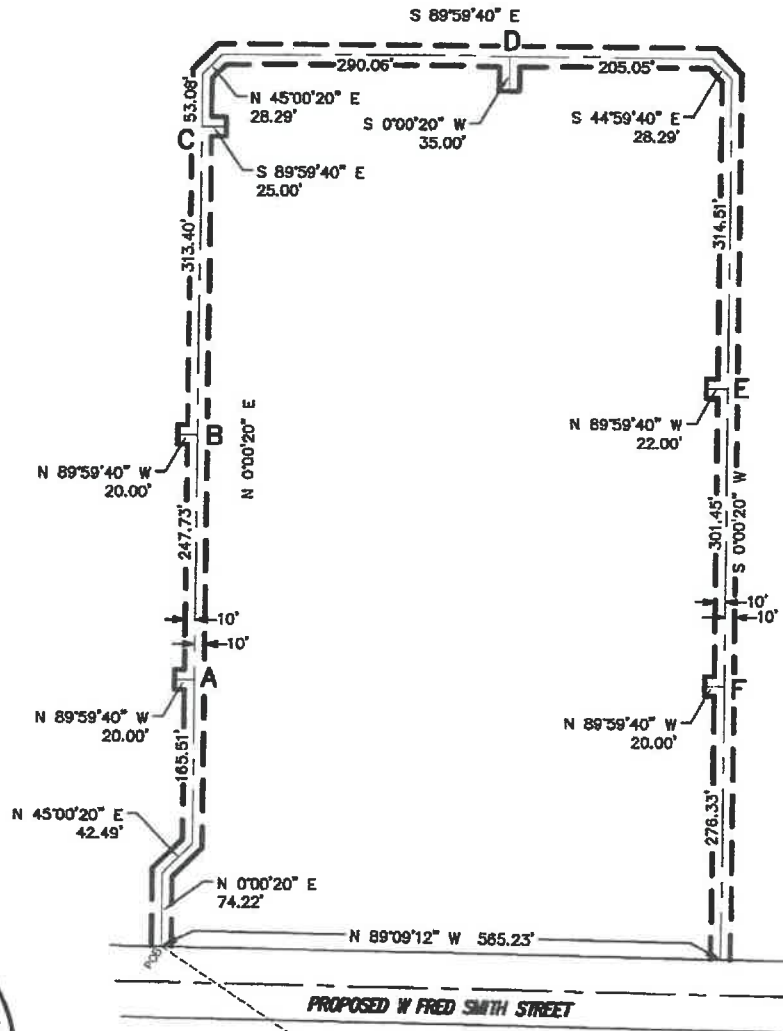 S 89°59'40" E
D
290.06'
205.05'
53.08'
N 45°00'20" E
28.29'
S 0°00'20" W
35.00'
S 44°59'40" E
28.29'
C
S 89°59'40" E
25.00'
313.40'
314.51'
E
N 89°59'40" W
22.00'
B
N 0°00'20" E
N 89°59'40" W
20.00'
247.73'
301.45'
S 0°00'20" W
10'
10'
10'
10'
A
N 89°59'40" W
20.00'
F
N 89°59'40" W
20.00'
165.51'
N 45°00'20" E
42.49'
276.33'
N 0°00'20" E
74.22'
N 89°09'12" W 565.23'
POB
PROPOSED W FRED SMITH STREET